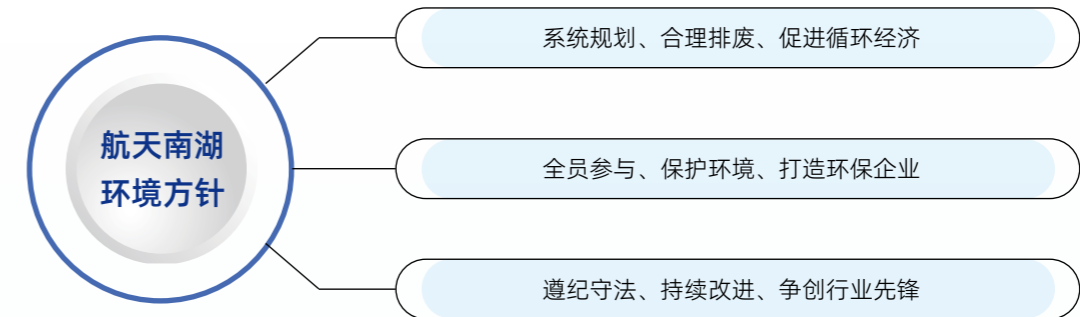 航天南湖
环境方针
系统规划、合理排废、促进循环经济
全员参与、保护环境、打造环保企业
遵纪守法、持续改进、争创行业先锋